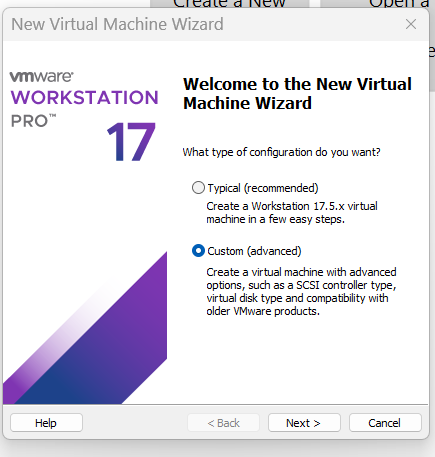 Create a New
Open a
New Virtual Machine Wizard
vmware®
WORKSTATION
PRO™
17
Welcome to the New Virtual
Machine Wizard
What type of configuration do you want?
Typical (recommended)
Create a Workstation 17.5.x virtual
machine in a few easy steps.
Custom (advanced)
Create a virtual machine with advanced
options, such as a SCSI controller type,
virtual disk type and compatibility with
older VMware products.
Help
< Back
Next >
Cancel